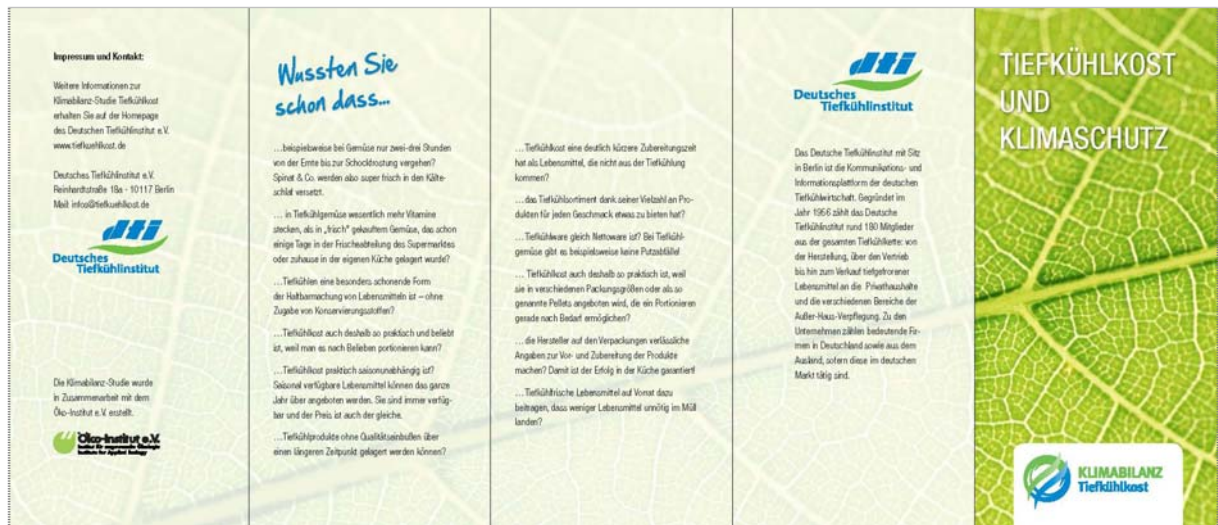 Impressum und Kontakt:
Weitere Informationen zur
Klimabilanz-Studie Tiefkühlkost
erhalten Sie auf der Homepage
des Deutschen Tiefkühlinstitut e.V.
www.tiefkuehlkost.de
Deutsches Tiefkühlinstitut e.V.
Reinhardtstraße 18a - 10117 Berlin
Mail: infos@tiefkuehlkost.de
dti
Deutsches
Tiefkühlinstitut
Die Klimabilanz-Studie wurde
in Zusammenarbeit mit dem
Öko-Institut e.V. erstellt.
Öko-Institut e.V.
Institut für angewandte Ökologie
Institute for Applied Ecology
Wussten Sie
schon dass...
...beispielsweise bei Gemüse nur zwei-drei Stunden
von der Ernte bis zur Schockfrostung vergehen?
Spinat & Co. werden also super frisch in den Kälte-
schlaf versetzt.
... in Tiefkühlgemüse wesentlich mehr Vitamine
stecken, als in „frisch" gekauftem Gemüse, das schon
einige Tage in der Frischeabteilung des Supermarktes
oder zuhause in der eigenen Küche gelagert wurde?
...Tiefkühlen eine besonders schonende Form
der Haltbarmachung von Lebensmitteln ist – ohne
Zugabe von Konservierungsstoffen?
...Tiefkühlkost auch deshalb so praktisch und beliebt
ist, weil man es nach Belieben portionieren kann?
...Tiefkühlkost praktisch saisonunabhängig ist?
Saisonal verfügbare Lebensmittel können das ganze
Jahr über angeboten werden. Sie sind immer verfüg-
bar und der Preis ist auch der gleiche.
...Tiefkühlprodukte ohne Qualitätseinbußen über
einen längeren Zeitpunkt gelagert werden können?
...Tiefkühlkost eine deutlich kürzere Zubereitungszeit
hat als Lebensmittel, die nicht aus der Tiefkühlung
kommen?
...das Tiefkühlsortiment dank seiner Vielzahl an Pro-
dukten für jeden Geschmack etwas zu bieten hat?
...Tiefkühlware gleich Nettoware ist? Bei Tiefkühl-
gemüse gibt es beispielsweise keine Putzabfälle!
... Tiefkühlkost auch deshalb so praktisch ist, weil
sie in verschiedenen Packungsgrößen oder als so
genannte Pellets angeboten wird, die ein Portionieren
gerade nach Bedarf ermöglichen?
...die Hersteller auf den Verpackungen verlässliche
Angaben zur Vor- und Zubereitung der Produkte
machen? Damit ist der Erfolg in der Küche garantiert!
...Tiefkühlfrische Lebensmittel auf Vorrat dazu
beitragen, dass weniger Lebensmittel unnötig im Müll
landen?
dti
Deutsches
Tiefkühlinstitut
Das Deutsche Tiefkühlinstitut mit Sitz
in Berlin ist die Kommunikations- und
Informationsplattform der deutschen
Tiefkühlwirtschaft. Gegründet im
Jahr 1956 zählt das Deutsche
Tiefkühlinstitut rund 180 Mitglieder
aus der gesamten Tiefkühlkette: von
der Herstellung, über den Vertrieb
bis hin zum Verkauf tiefgefrorener
Lebensmittel an die Privathaushalte
und die verschiedenen Bereiche der
Außer-Haus-Verpflegung. Zu den
Unternehmen zählen bedeutende Fir-
men in Deutschland sowie aus dem
Ausland, sofern diese im deutschen
Markt tätig sind.
TIEFKÜHLKOST
UND
KLIMASCHUTZ
KLIMABILANZ
Tiefkühlkost